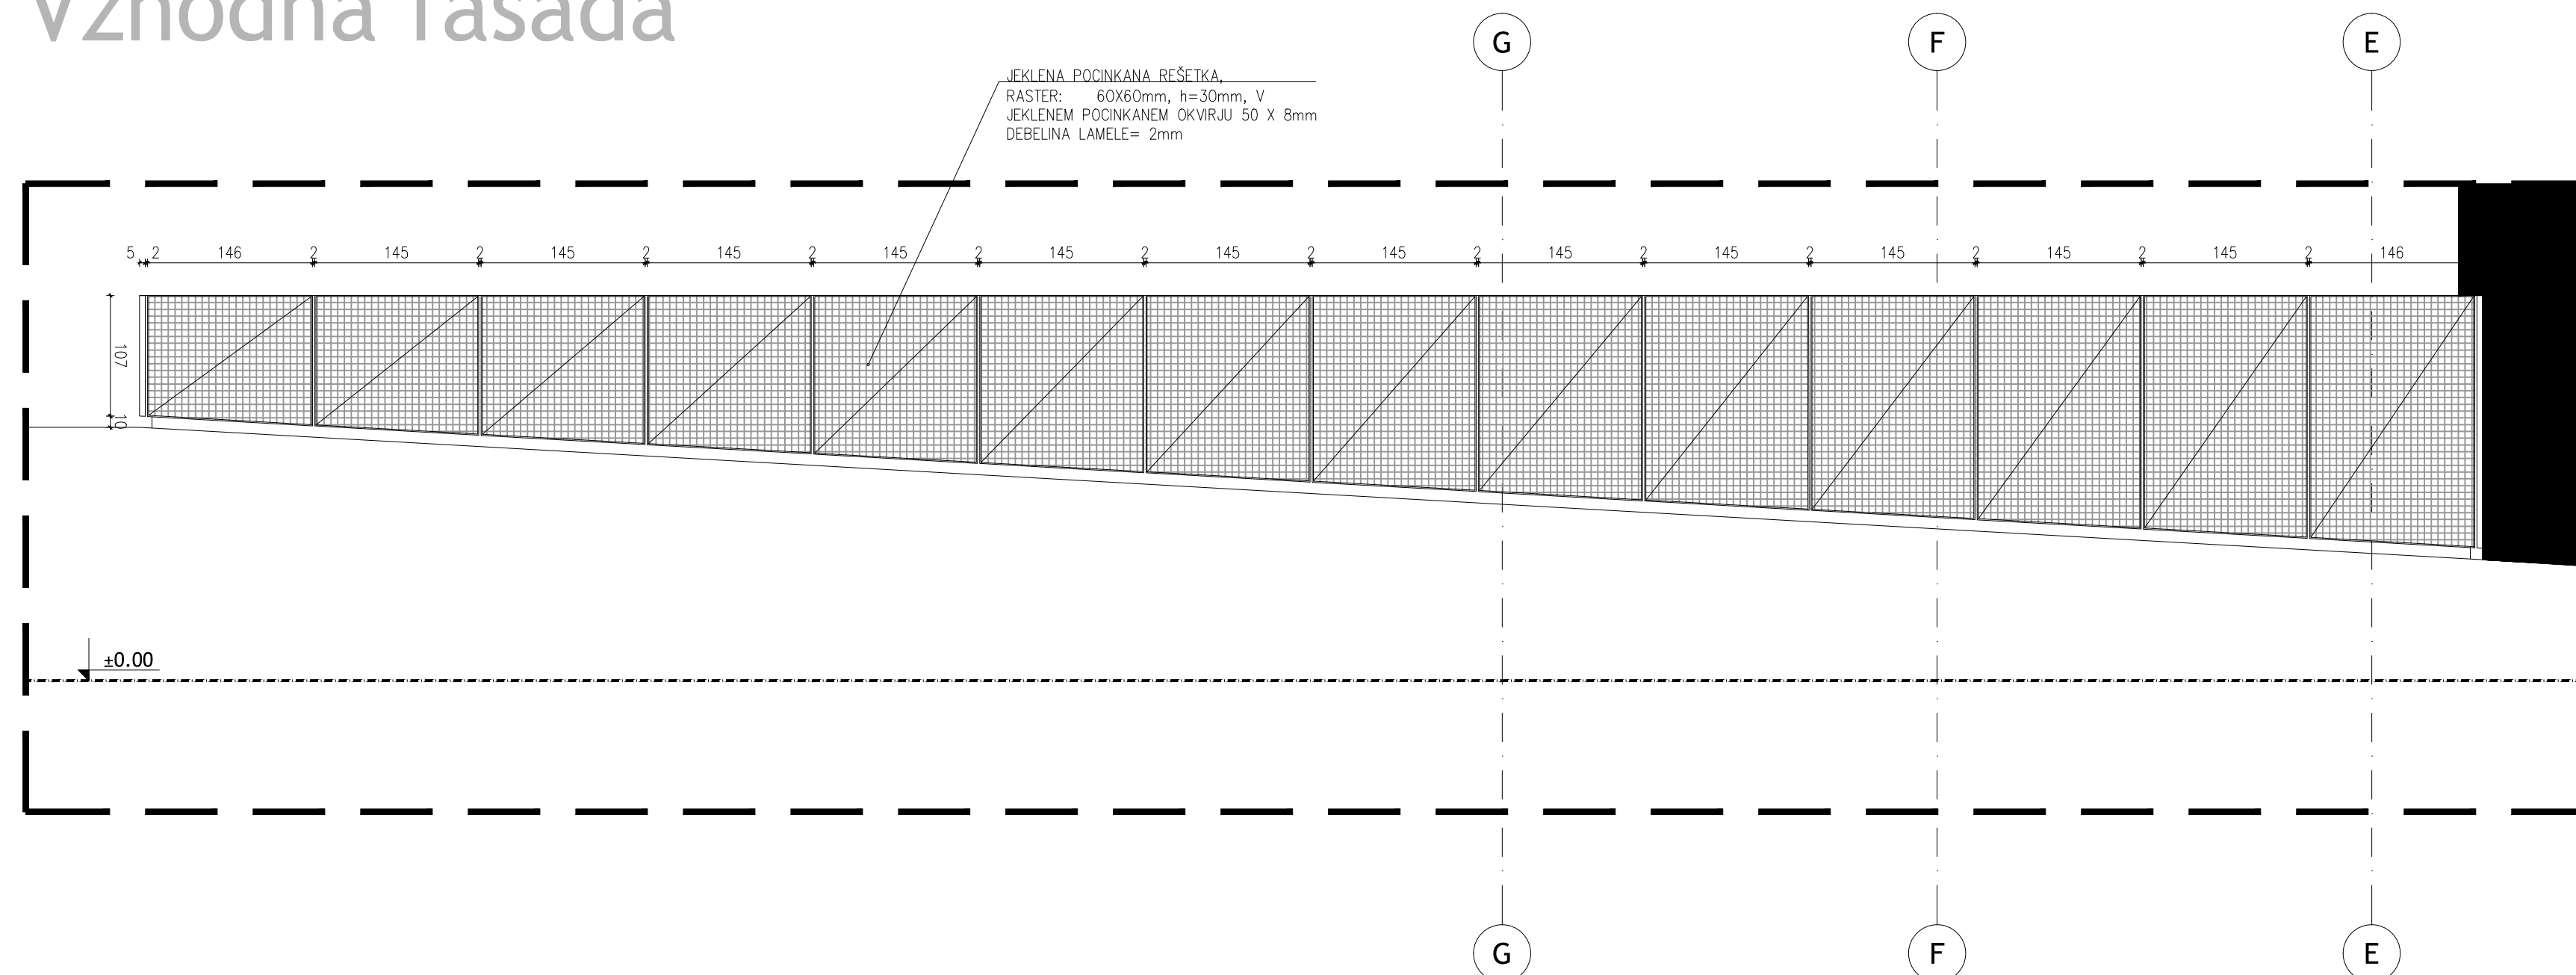 Vzhodna fasada
G F E
JEKLENA POCINKANA REŠETKA,
RASTER: 60X60mm, h=30mm, V
JEKLENEM POCINKANEM OKVIRJU 50 X 8mm
DEBELINA LAMELE= 2mm
5 2 146 2 145 2 145 2 145 2 145 2 145 2 145 2 145 2 145 2 145 2 145 2 145 2 145 2 146
107
10
±0.00
G F E